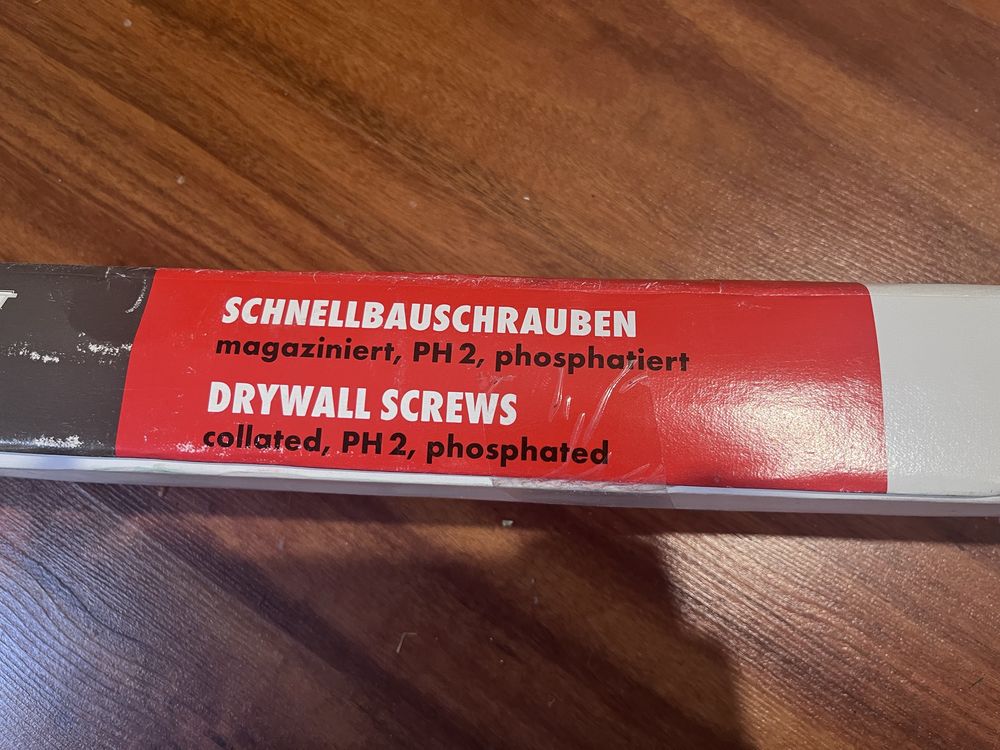 SCHNELLBAUSCHRAUBEN
magaziniert, PH 2, phosphatiert
DRYWALL SCREWS
collated, PH 2, phosphated